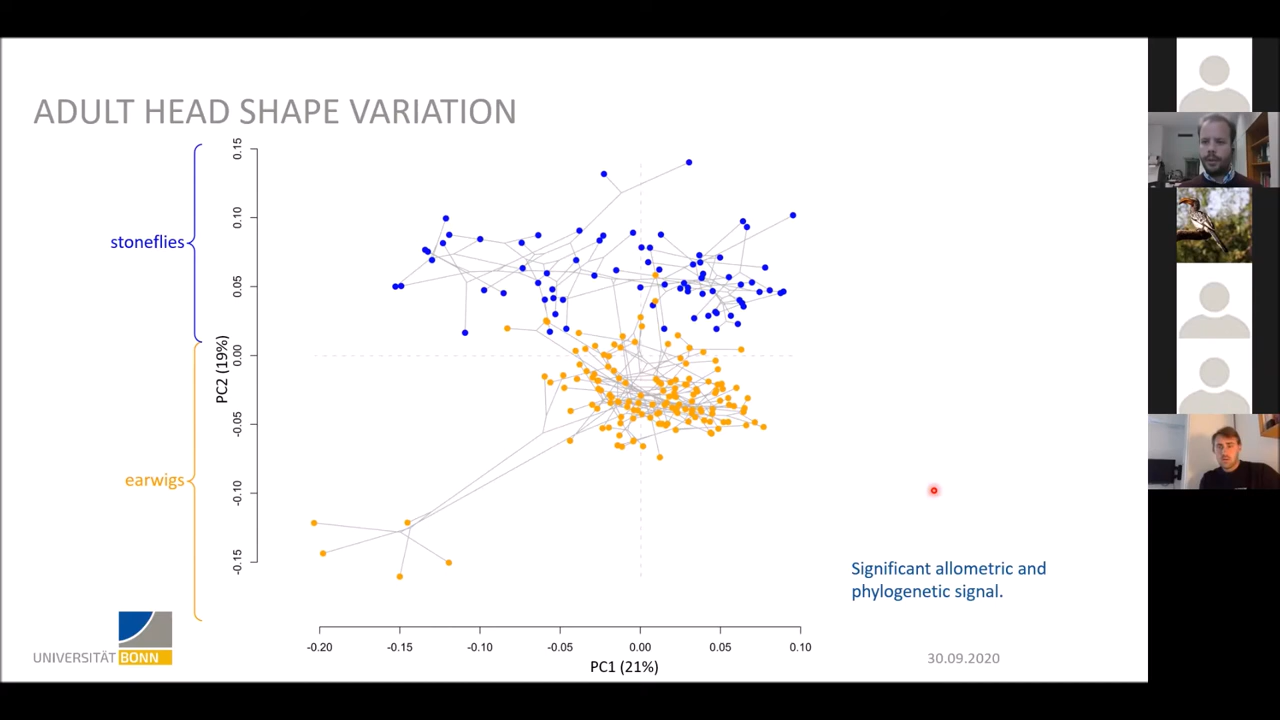 ADULT HEAD SHAPE VARIATION
stoneflies
earwigs
PC2 (19%)
0.15
0.10
0.05
0.00
-0.05
-0.10
-0.15
-0.20
-0.15
-0.10
-0.05
0.00
0.05
0.10
PC1 (21%)
Significant allometric and
phylogenetic signal.
UNIVERSITÄT BONN
30.09.2020